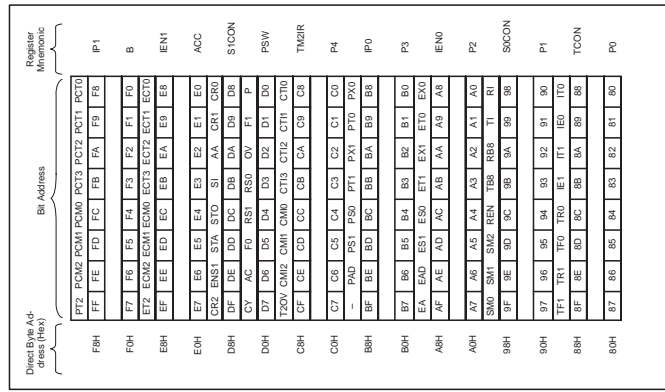 Direct Byte Ad-
dress (Hex)
Bit Address
Register
Mnemonic
PT2 PCM2 PCM1 PCM0 PCT3 PCT2 PCT1 PCT0
F8H FF FE FD FC FB FA F9 F8 IP1
F0H F7 F6 F5 F4 F3 F2 F1 F0 B
ET2 ECM2 ECM1 ECM0 ECT3 ECT2 ECT1 ECT0
E8H EF EE ED EC EB EA E9 E8 IEN1
E0H E7 E6 E5 E4 E3 E2 E1 E0 ACC
CR2 ENS1 STA STO SI AA CR1 CR0
D8H DF DE DD DC DB DA D9 D8 S1CON
CY AC F0 RS1 RS0 OV F1 P
D0H D7 D6 D5 D4 D3 D2 D1 D0 PSW
T2OV CMI2 CMI1 CMI0 CTI3 CTI2 CTI1 CTI0
C8H CF CE CD CC CB CA C9 C8 TM2IR
C0H C7 C6 C5 C4 C3 C2 C1 C0 P4
– PAD PS1 PS0 PT1 PX1 PT0 PX0
B8H BF BE BD BC BB BA B9 B8 IP0
B0H B7 B6 B5 B4 B3 B2 B1 B0 P3
EA EAD ES1 ES0 ET1 EX1 ET0 EX0
A8H AF AE AD AC AB AA A9 A8 IEN0
A0H A7 A6 A5 A4 A3 A2 A1 A0 P2
SM0 SM1 SM2 REN TB8 RB8 TI RI
98H 9F 9E 9D 9C 9B 9A 99 98 S0CON
90H 97 96 95 94 93 92 91 90 P1
TF1 TR1 TF0 TR0 IE1 IT1 IE0 IT0
88H 8F 8E 8D 8C 8B 8A 89 88 TCON
80H 87 86 85 84 83 82 81 80 P0